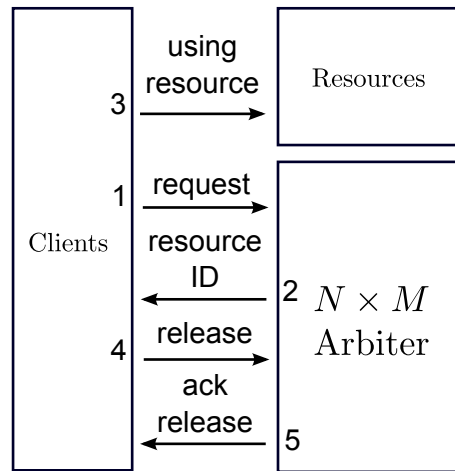 using
resource
3
Resources
1
request
Clients
resource
ID
2
N × M
Arbiter
4
release
ack
release
5